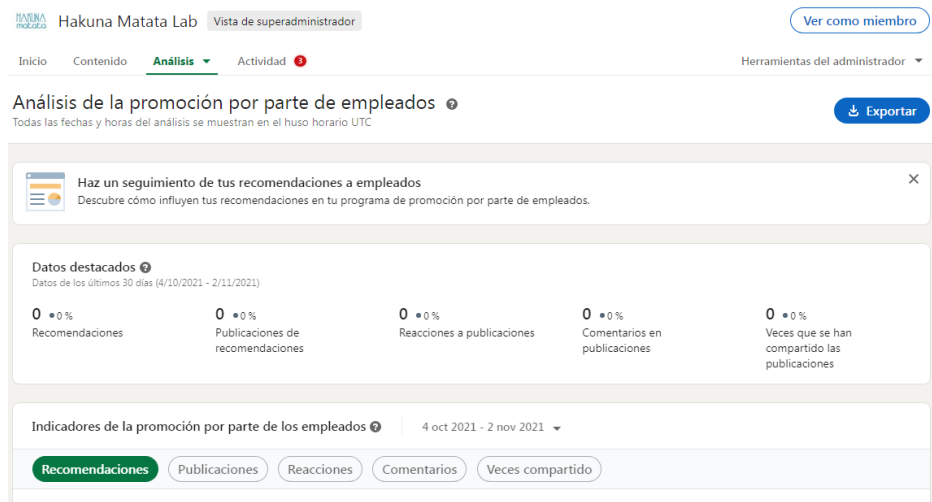 HAKUNA
matata
Hakuna Matata Lab
Vista de superadministrador
Ver como miembro
Inicio
Contenido
Análisis
Actividad
3
Herramientas del administrador
Análisis de la promoción por parte de empleados
Todas las fechas y horas del análisis se muestran en el huso horario UTC
Exportar
Haz un seguimiento de tus recomendaciones a empleados
Descubre cómo influyen tus recomendaciones en tu programa de promoción por parte de empleados.
Datos destacados
Datos de los últimos 30 días (4/10/2021 - 2/11/2021)
0 0 %
Recomendaciones
0 0 %
Publicaciones de
recomendaciones
0 0 %
Reacciones a publicaciones
0 0 %
Comentarios en
publicaciones
0 0 %
Veces que se han
compartido las
publicaciones
Indicadores de la promoción por parte de los empleados
4 oct 2021 - 2 nov 2021
Recomendaciones
Publicaciones
Reacciones
Comentarios
Veces compartido